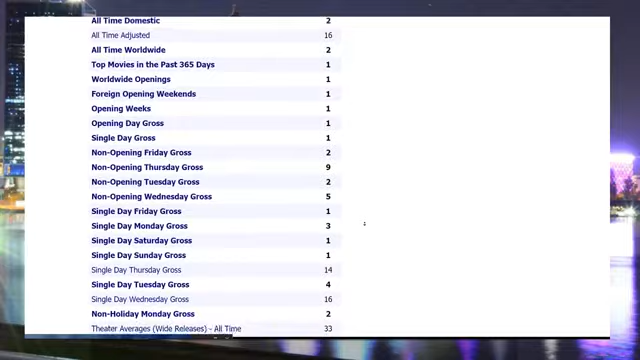 All Time Domestic 2
All Time Adjusted 16
All Time Worldwide 2
Top Movies in the Past 365 Days 1
Worldwide Openings 1
Foreign Opening Weekends 1
Opening Weeks 1
Opening Day Gross 1
Single Day Gross 1
Non-Opening Friday Gross 2
Non-Opening Thursday Gross 9
Non-Opening Tuesday Gross 2
Non-Opening Wednesday Gross 5
Single Day Friday Gross 1
Single Day Monday Gross 3
Single Day Saturday Gross 1
Single Day Sunday Gross 1
Single Day Thursday Gross 14
Single Day Tuesday Gross 4
Single Day Wednesday Gross 16
Non-Holiday Monday Gross 2
Theater Averages (Wide Releases) - All Time 33